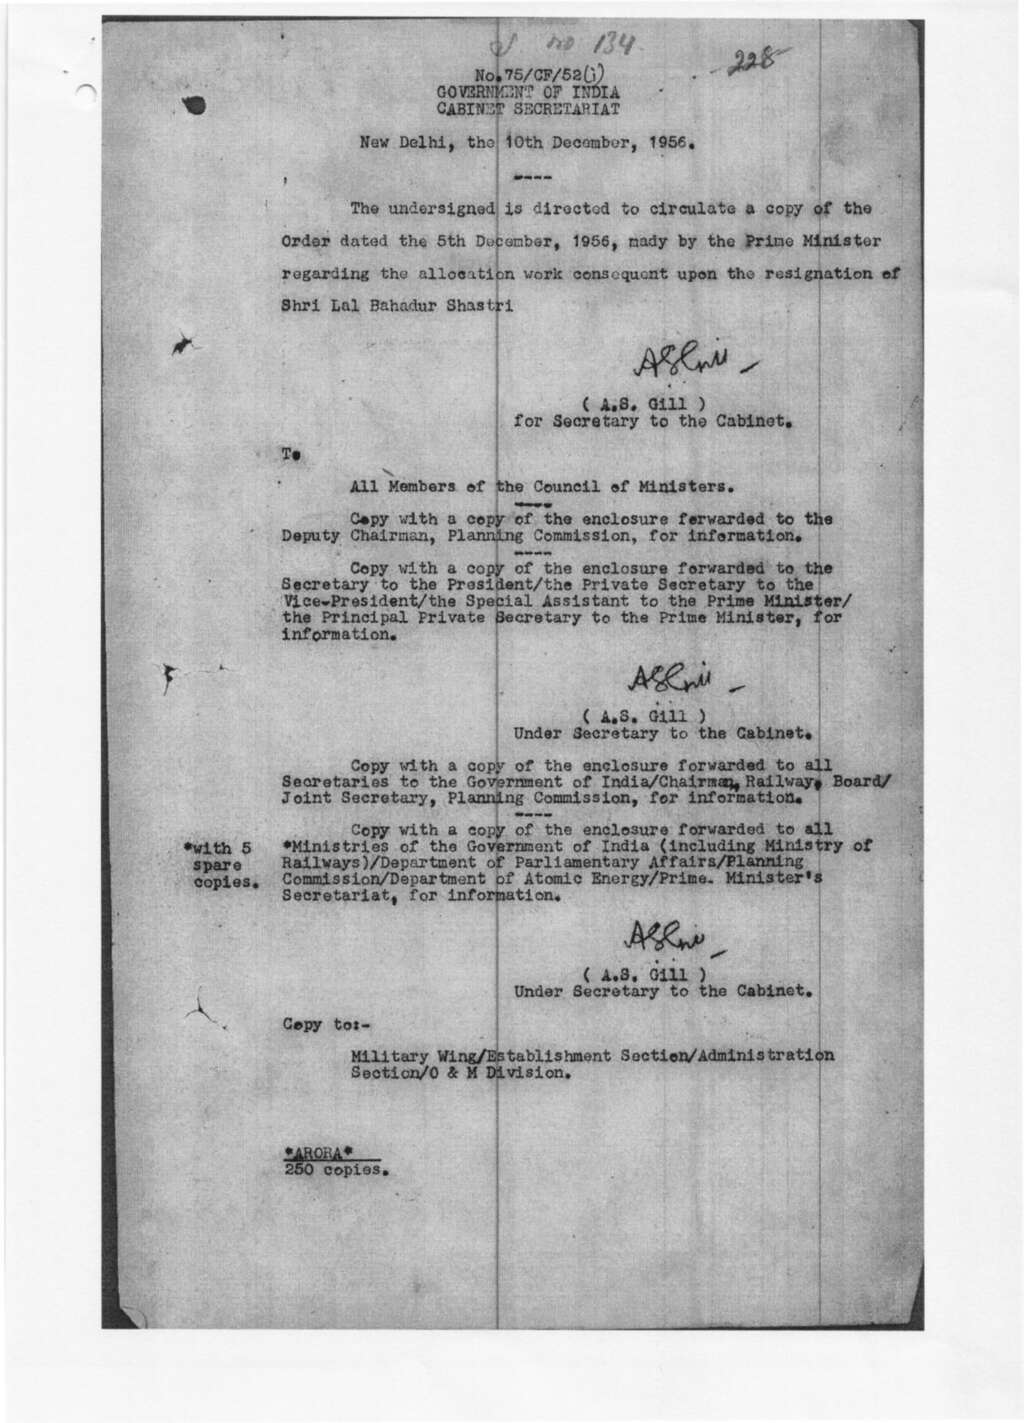 S no 134
228
No.75/CF/52(i)
GOVERNMENT OF INDIA
CABINET SECRETARIAT
New Delhi, the 10th December, 1956.
The undersigned is directed to circulate a copy of the
Order dated the 5th December, 1956, mady by the Prime Minister
regarding the allocation work consequent upon the resignation of
Shri Lal Bahadur Shastri
( A.S. Gill )
for Secretary to the Cabinet.
To
All Members of the Council of Ministers.
Copy with a copy of the enclosure forwarded to the
Deputy Chairman, Planning Commission, for information.
Copy with a copy of the enclosure forwarded to the
Secretary to the President/the Private Secretary to the
Vice-President/the Special Assistant to the Prime Minister/
the Principal Private Secretary to the Prime Minister, for
information.
( A.S. Gill )
Under Secretary to the Cabinet.
Copy with a copy of the enclosure forwarded to all
Secretaries to the Government of India/Chairman, Railway, Board/
Joint Secretary, Planning Commission, for information.
Copy with a copy of the enclosure forwarded to all
*with 5 spare copies.
*Ministries of the Government of India (including Ministry of
Railways)/Department of Parliamentary Affairs/Planning
Commission/Department of Atomic Energy/Prime. Minister's
Secretariat, for information.
( A.S. Gill )
Under Secretary to the Cabinet.
Copy to:-
Military Wing/Establishment Section/Administration
Section/O & M Division.
*ARORA*
250 copies.